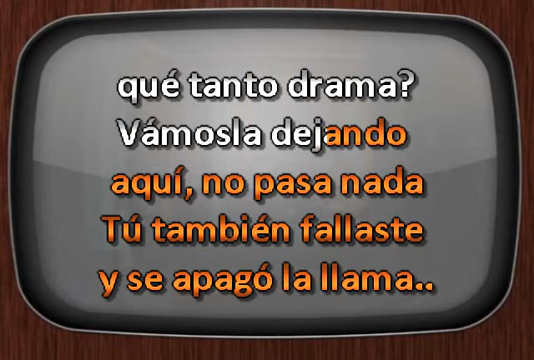 qué tanto drama?
Vámosla dejando
aquí, no pasa nada
Tú también fallaste
y se apagó la llama..